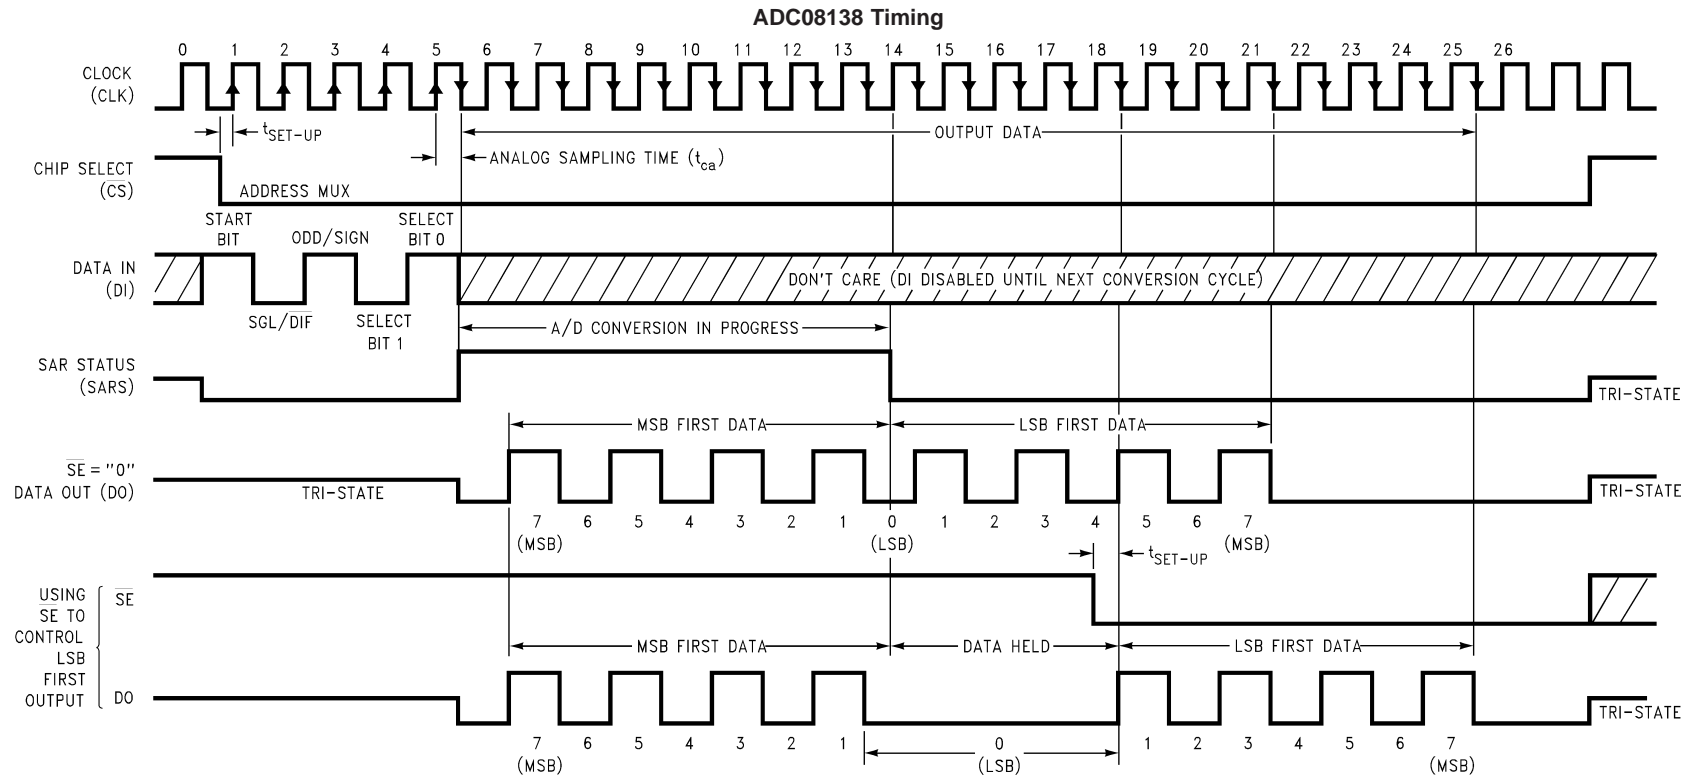 ADC08138 Timing
0 1 2 3 4 5 6 7 8 9 10 11 12 13 14 15 16 17 18 19 20 21 22 23 24 25 26
CLOCK
(CLK)
tSET-UP
OUTPUT DATA
ANALOG SAMPLING TIME (tca)
CHIP SELECT
(CS)
ADDRESS MUX
START
BIT
ODD/SIGN
SELECT
BIT 0
DATA IN
(DI)
DON'T CARE (DI DISABLED UNTIL NEXT CONVERSION CYCLE)
SGL/DIF
SELECT
BIT 1
A/D CONVERSION IN PROGRESS
SAR STATUS
(SARS)
TRI-STATE
MSB FIRST DATA
LSB FIRST DATA
SE = "0"
DATA OUT (DO)
TRI-STATE
TRI-STATE
7 6 5 4 3 2 1 0 1 2 3 4 5 6 7
(MSB) (LSB) (MSB)
tSET-UP
USING
SE TO
CONTROL
LSB
FIRST
OUTPUT
SE
MSB FIRST DATA
DATA HELD
LSB FIRST DATA
DO
TRI-STATE
7 6 5 4 3 2 1 0 1 2 3 4 5 6 7
(MSB) (LSB) (MSB)